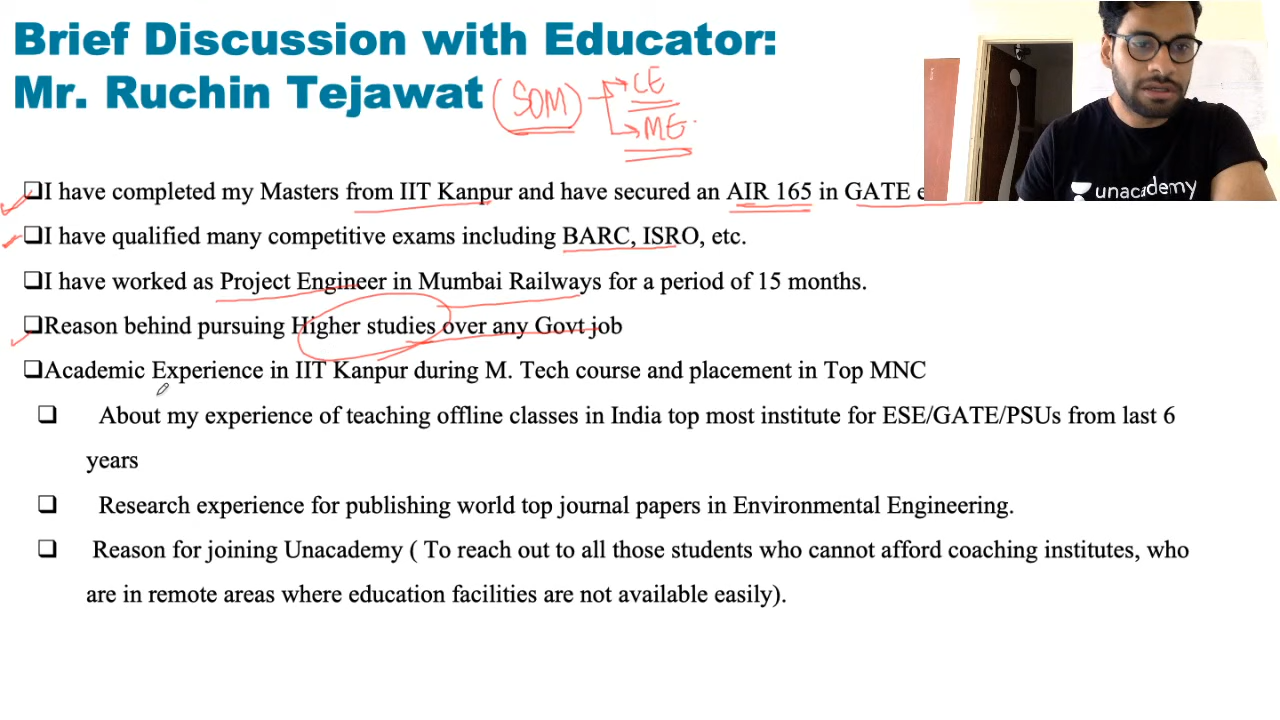 Brief Discussion with Educator:
Mr. Ruchin Tejawat (SOM) CE
ME
I have completed my Masters from IIT Kanpur and have secured an AIR 165 in GATE
I have qualified many competitive exams including BARC, ISRO, etc.
I have worked as Project Engineer in Mumbai Railways for a period of 15 months.
Reason behind pursuing Higher studies over any Govt job
Academic Experience in IIT Kanpur during M. Tech course and placement in Top MNC
About my experience of teaching offline classes in India top most institute for ESE/GATE/PSUs from last 6
years
Research experience for publishing world top journal papers in Environmental Engineering.
Reason for joining Unacademy ( To reach out to all those students who cannot afford coaching institutes, who
are in remote areas where education facilities are not available easily).
unacademy